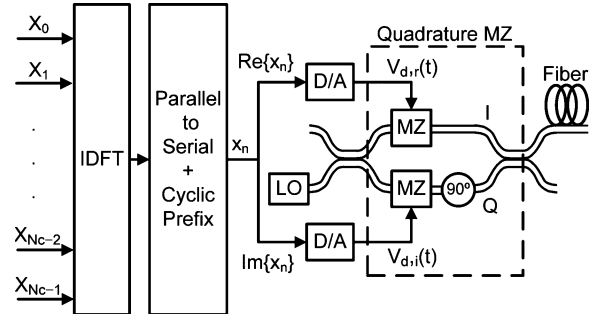 X0
X1
.
.
.
XNc-2
XNc-1
IDFT
Parallel
to
Serial
+
Cyclic
Prefix
xn
Re{xn}
Im{xn}
D/A
D/A
LO
Quadrature MZ
Vd,r(t)
MZ
I
MZ
90º
Q
Vd,i(t)
Fiber